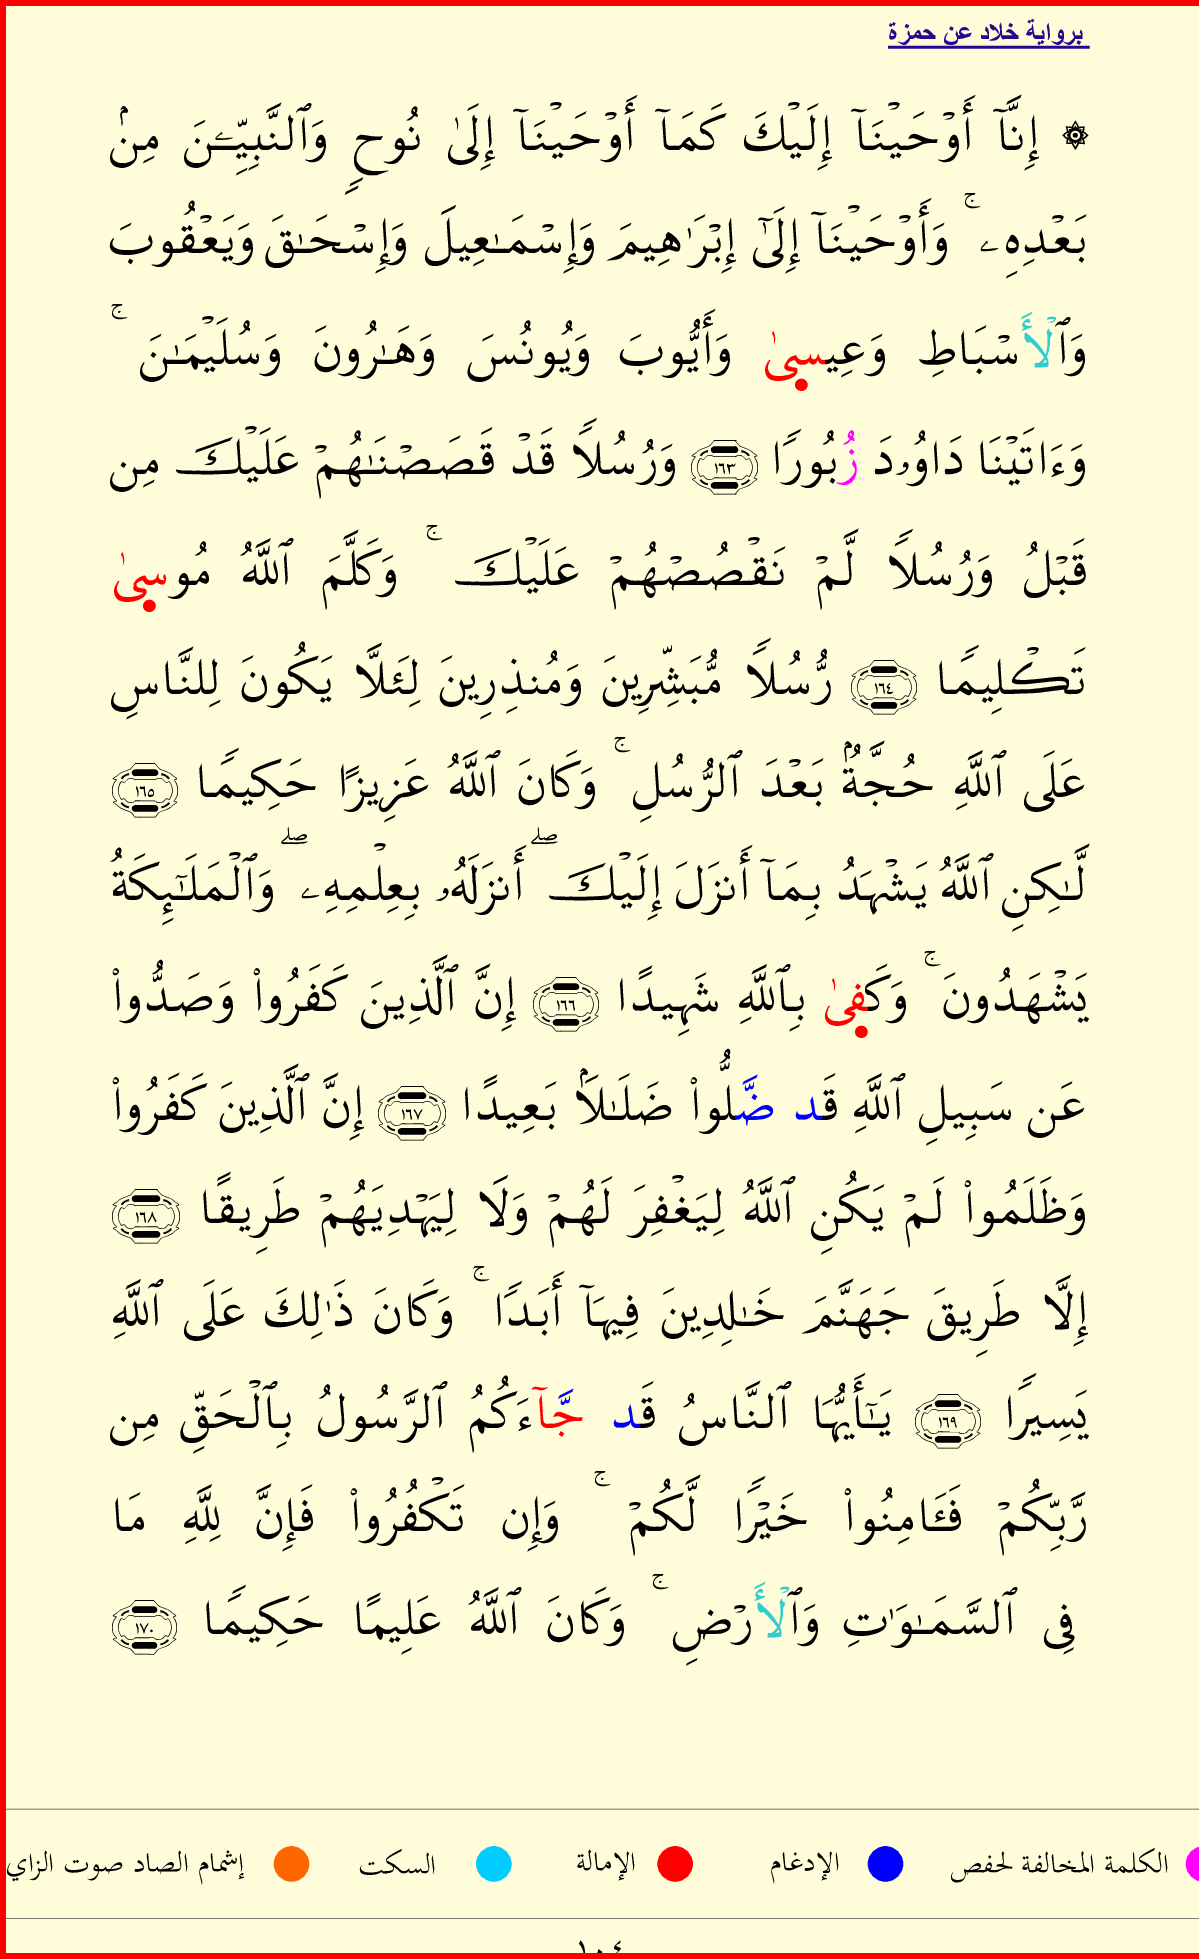 برواية خلاد عن حمزة
۞ إِنَّآ أَوۡحَيۡنَآ إِلَيۡكَ كَمَآ أَوۡحَيۡنَآ إِلَىٰ نُوحٖ وَٱلنَّبِيِّـۧنَ مِنۢ
بَعۡدِهِۦۚ وَأَوۡحَيۡنَآ إِلَىٰٓ إِبۡرَٰهِيمَ وَإِسۡمَٰعِيلَ وَإِسۡحَٰقَ وَيَعۡقُوبَ
وَٱلۡأَسۡبَاطِ وَعِيسىٰ وَأَيُّوبَ وَيُونُسَ وَهَٰرُونَ وَسُلَيۡمَٰنَۚ
وَءَاتَيۡنَا دَاوُۥدَ زُبُورٗا ١٦٣ وَرُسُلٗا قَدۡ قَصَصۡنَٰهُمۡ عَلَيۡكَ مِن
قَبۡلُ وَرُسُلٗا لَّمۡ نَقۡصُصۡهُمۡ عَلَيۡكَۚ وَكَلَّمَ ٱللَّهُ مُوسىٰ
تَكۡلِيمٗا ١٦٤ رُّسُلٗا مُّبَشِّرِينَ وَمُنذِرِينَ لِئَلَّا يَكُونَ لِلنَّاسِ
عَلَى ٱللَّهِ حُجَّةُۢ بَعۡدَ ٱلرُّسُلِۚ وَكَانَ ٱللَّهُ عَزِيزًا حَكِيمٗا ١٦٥
لَّٰكِنِ ٱللَّهُ يَشۡهَدُ بِمَآ أَنزَلَ إِلَيۡكَۖ أَنزَلَهُۥ بِعِلۡمِهِۦۖ وَٱلۡمَلَٰٓئِكَةُ
يَشۡهَدُونَۚ وَكَفىٰ بِٱللَّهِ شَهِيدًا ١٦٦ إِنَّ ٱلَّذِينَ كَفَرُواْ وَصَدُّواْ
عَن سَبِيلِ ٱللَّهِ قَد ضَّلُّواْ ضَلَٰلَۢا بَعِيدًا ١٦٧ إِنَّ ٱلَّذِينَ كَفَرُواْ
وَظَلَمُواْ لَمۡ يَكُنِ ٱللَّهُ لِيَغۡفِرَ لَهُمۡ وَلَا لِيَهۡدِيَهُمۡ طَرِيقًا ١٦٨
إِلَّا طَرِيقَ جَهَنَّمَ خَٰلِدِينَ فِيهَآ أَبَدٗاۚ وَكَانَ ذَٰلِكَ عَلَى ٱللَّهِ
يَسِيرٗا ١٦٩ يَٰٓأَيُّهَا ٱلنَّاسُ قَد جَّآءَكُمُ ٱلرَّسُولُ بِٱلۡحَقِّ مِن
رَّبِّكُمۡ فَـَٔامِنُواْ خَيۡرٗا لَّكُمۡۚ وَإِن تَكۡفُرُواْ فَإِنَّ لِلَّهِ مَا
فِي ٱلسَّمَٰوَٰتِ وَٱلۡأَرۡضِۚ وَكَانَ ٱللَّهُ عَلِيمًا حَكِيمٗا ١٧٠
الكلمة المخالفة لحفص الإدغام الإمالة السكت إشمام الصاد صوت الزاي
١٠٤